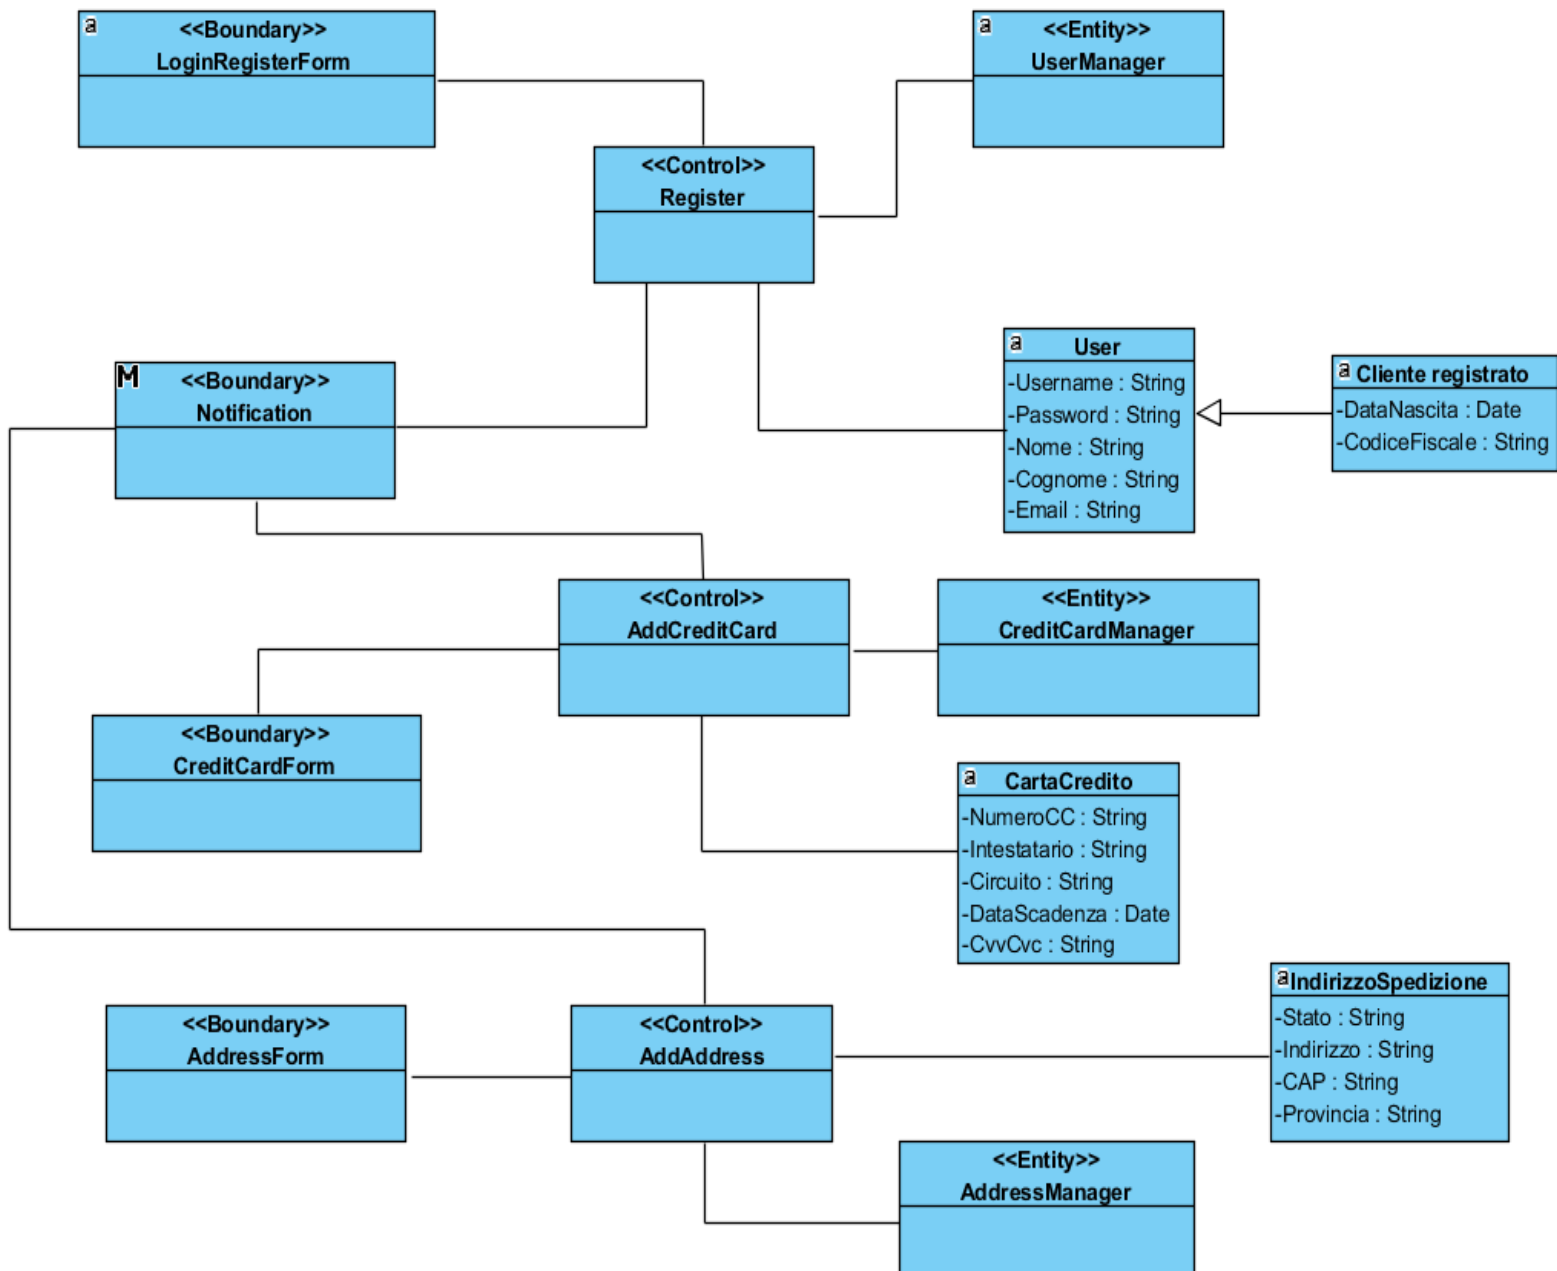 a
<<Boundary>>
LoginRegisterForm
a
<<Entity>>
UserManager
<<Control>>
Register
M
<<Boundary>>
Notification
a
User
-Username : String
-Password : String
-Nome : String
-Cognome : String
-Email : String
a
Cliente registrato
-DataNascita : Date
-CodiceFiscale : String
<<Control>>
AddCreditCard
<<Entity>>
CreditCardManager
<<Boundary>>
CreditCardForm
a
CartaCredito
-NumeroCC : String
-Intestatario : String
-Circuito : String
-DataScadenza : Date
-CvvCvc : String
<<Boundary>>
AddressForm
<<Control>>
AddAddress
a
IndirizzoSpedizione
-Stato : String
-Indirizzo : String
-CAP : String
-Provincia : String
<<Entity>>
AddressManager